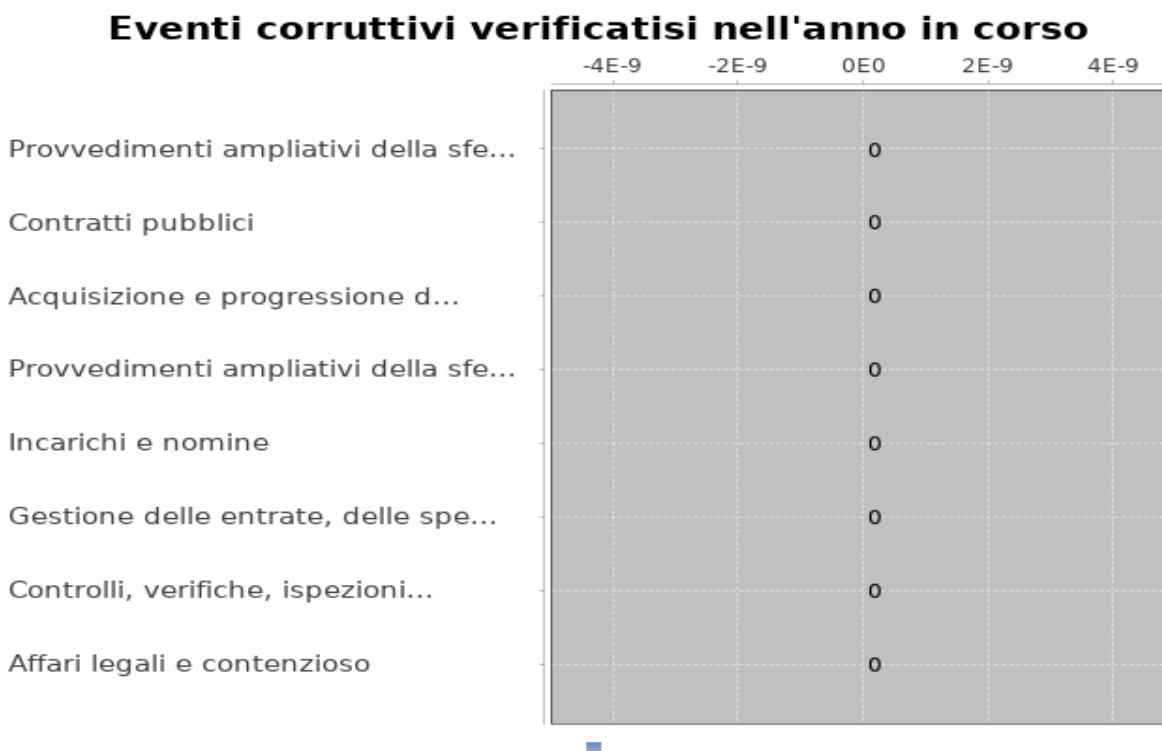 Eventi corruttivi verificatisi nell'anno in corso
-4E-9 -2E-9 0E0 2E-9 4E-9
Provvedimenti ampliativi della sfe... 0
Contratti pubblici 0
Acquisizione e progressione d... 0
Provvedimenti ampliativi della sfe... 0
Incarichi e nomine 0
Gestione delle entrate, delle spe... 0
Controlli, verifiche, ispezioni... 0
Affari legali e contenzioso 0